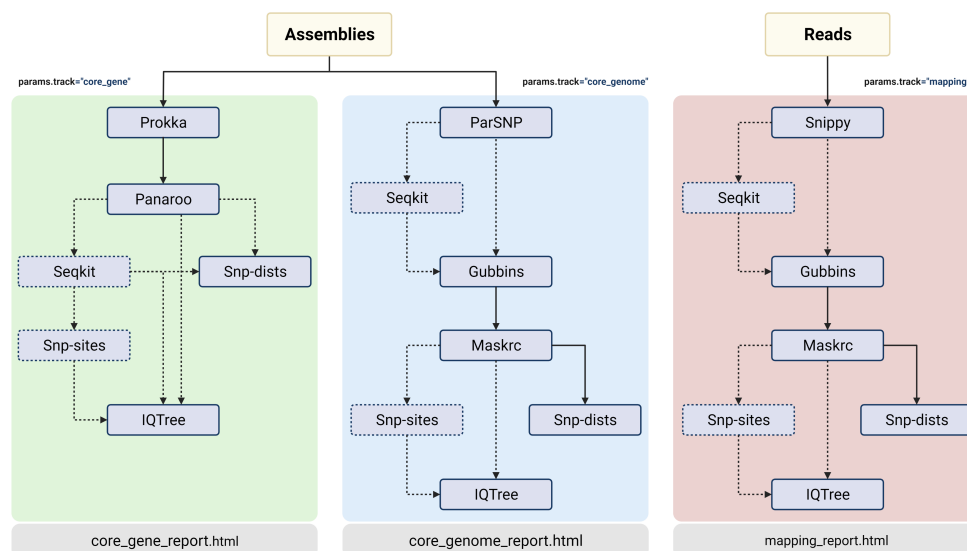 Assemblies
Reads
params.track="core_gene"
params.track="core_genome"
params.track="mapping
Prokka
ParSNP
Snippy
Panaroo
Seqkit
Seqkit
Seqkit
Snp-dists
Gubbins
Gubbins
Snp-sites
Maskrc
Maskrc
IQTree
Snp-sites
Snp-dists
Snp-sites
Snp-dists
IQTree
IQTree
core_gene_report.html
core_genome_report.html
mapping_report.html